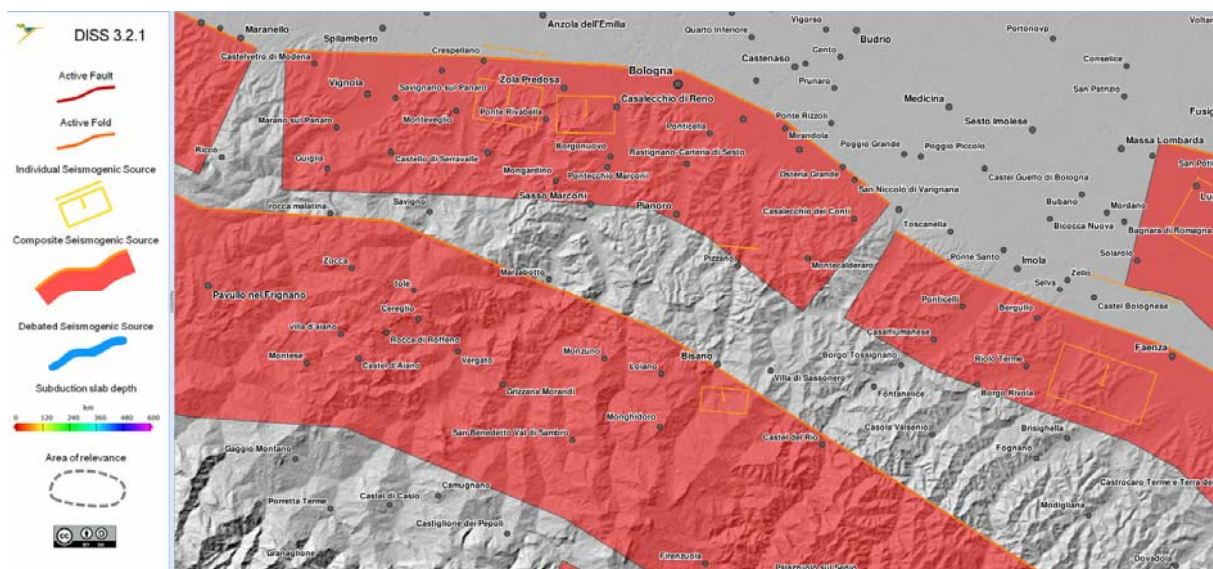 DISS 3.2.1
Active Fault
Active Fold
Individual Seismogenic Source
Composite Seismogenic Source
Debated Seismogenic Source
Subduction slab depth
km
0 120 240 360 480 600
Area of relevance
CC BY SA
Maranello
Spilamberto
Anzola dell'Emilia
Quarto Inferiore
Vigorso
Budrio
Portonovo
Castelvetro di Modena
Crespellano
Castenaso
Cento
Conselice
Vignola
Savignano sul Panaro
Zola Predosa
Bologna
Prunaro
San Patrizio
Marano sul Panaro
Monteveglio
Ponte Rivabella
Casalecchio di Reno
Ponticella
Ponte Rizzoli
Medicina
Sesto Imolese
Mirandola
Massa Lombarda
Riccò
Guiglia
Castello di Serravalle
Borgonuovo
Rastignano-Carteria di Sesto
Poggio Grande
Poggio Piccolo
Mongardino
Pontecchio Marconi
Osteria Grande
Castel Guelfo di Bologna
rocca malatina
Savigno
Sasso Marconi
Pianoro
Casalecchio dei Conti
San Niccolò di Varignana
Bubano
Mordano
Toscanella
Bicocca Nuova
Bagnara di Romagna
Zocca
Pizzano
Montecalderaro
Ponte Santo
Imola
Zello
Solarolo
Marzabotto
Selva
Castel Bolognese
Pavullo nel Frignano
Cereglio
Ponticelli
Bergullo
Villa d'aiano
Rocca di Roffeno
Casalfiumanese
Faenza
Montese
Castel d'Aiano
Vergato
Monzuno
Loiano
Bisano
Borgo Tossignano
Riolo Terme
Villa di Sassonero
Grizzana Morandi
Fontanelice
Borgo Rivola
Monghidoro
San Benedetto Val di Sambro
Castel del Rio
Casola Valsenio
Brisighella
Gaggio Montano
Fognano
Camugnano
Castel di Casio
Porretta Terme
Castiglione dei Pepoli
Modigliana
Granaglione
Firenzuola
Dovadola